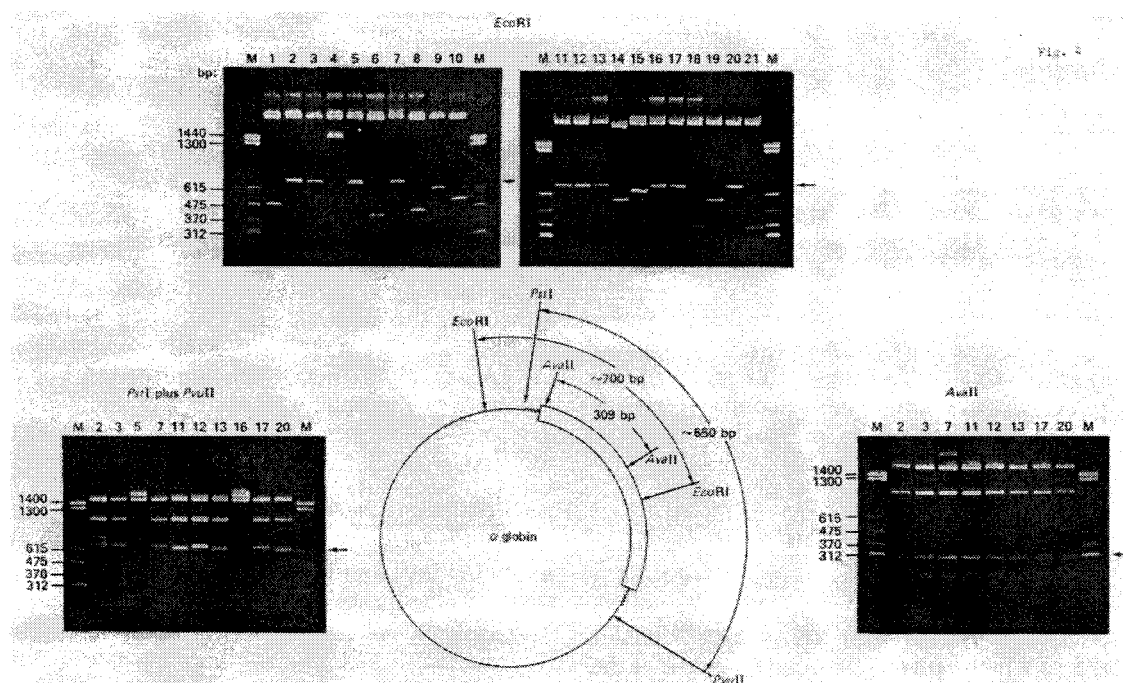 EcoRI
Fig. 2
M 1 2 3 4 5 6 7 8 9 10 M
M 11 12 13 14 15 16 17 18 19 20 21 M
bp:
1440
1300
615
475
370
312
PstI
EcoRI
AvaII
~700 bp
309 bp
~650 bp
AvaII
EcoRI
α globin
PvuII
PstI plus PvuII
M 2 3 5 7 11 12 13 16 17 20 M
1400
1300
615
475
370
312
AvaII
M 2 3 7 11 12 13 17 20 M
1400
1300
615
475
370
312